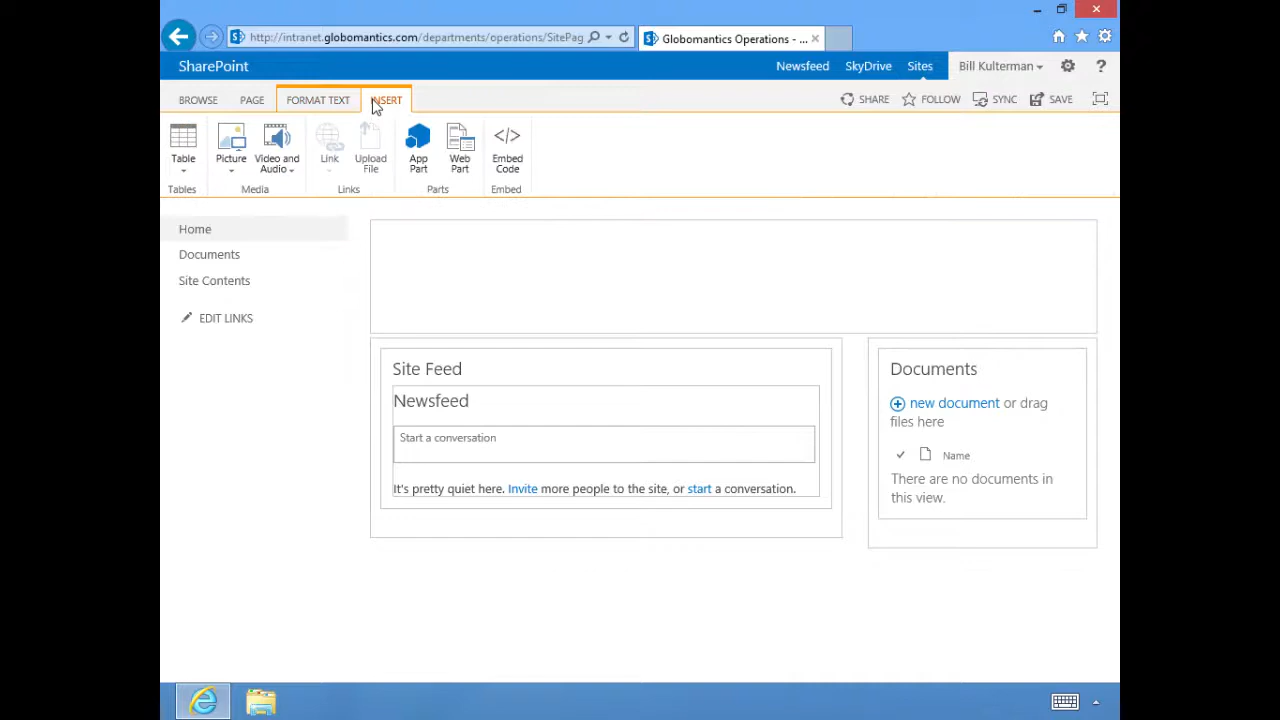 http://intranet.globomantics.com/departments/operations/SitePag
Globomantics Operations - ...
SharePoint
Newsfeed
SkyDrive
Sites
Bill Kulterman
?
BROWSE
PAGE
FORMAT TEXT
INSERT
SHARE
FOLLOW
SYNC
SAVE
Table
Picture
Video and
Audio
Link
Upload
File
App
Part
Web
Part
Embed
Code
Tables
Media
Links
Parts
Embed
Home
Documents
Site Contents
EDIT LINKS
Site Feed
Newsfeed
Start a conversation
It's pretty quiet here. Invite more people to the site, or start a conversation.
Documents
new document or drag
files here
Name
There are no documents in
this view.